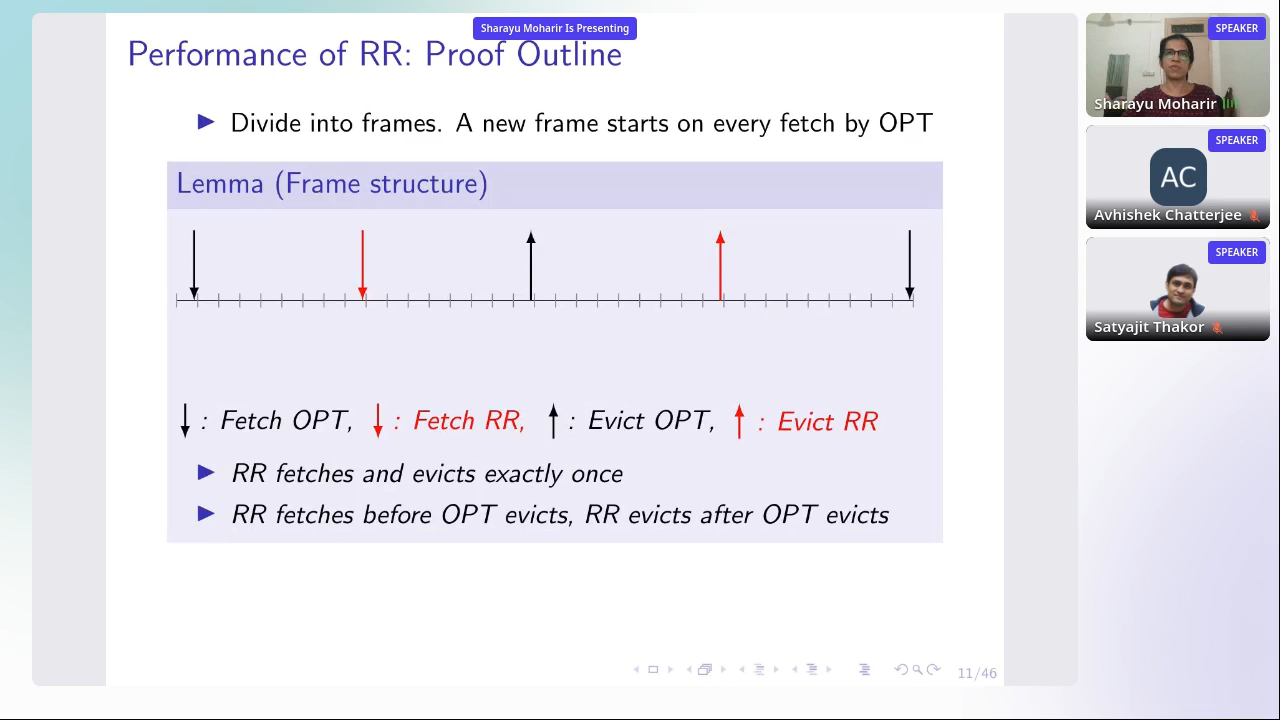 Sharayu Moharir Is Presenting
Performance of RR: Proof Outline
▶ Divide into frames. A new frame starts on every fetch by OPT
Lemma (Frame structure)
↓ : Fetch OPT, ↓ : Fetch RR, ↑ : Evict OPT, ↑ : Evict RR
▶ RR fetches and evicts exactly once
▶ RR fetches before OPT evicts, RR evicts after OPT evicts
11/46
SPEAKER
Sharayu Moharir
SPEAKER
AC
Avhishek Chatterjee
SPEAKER
Satyajit Thakor